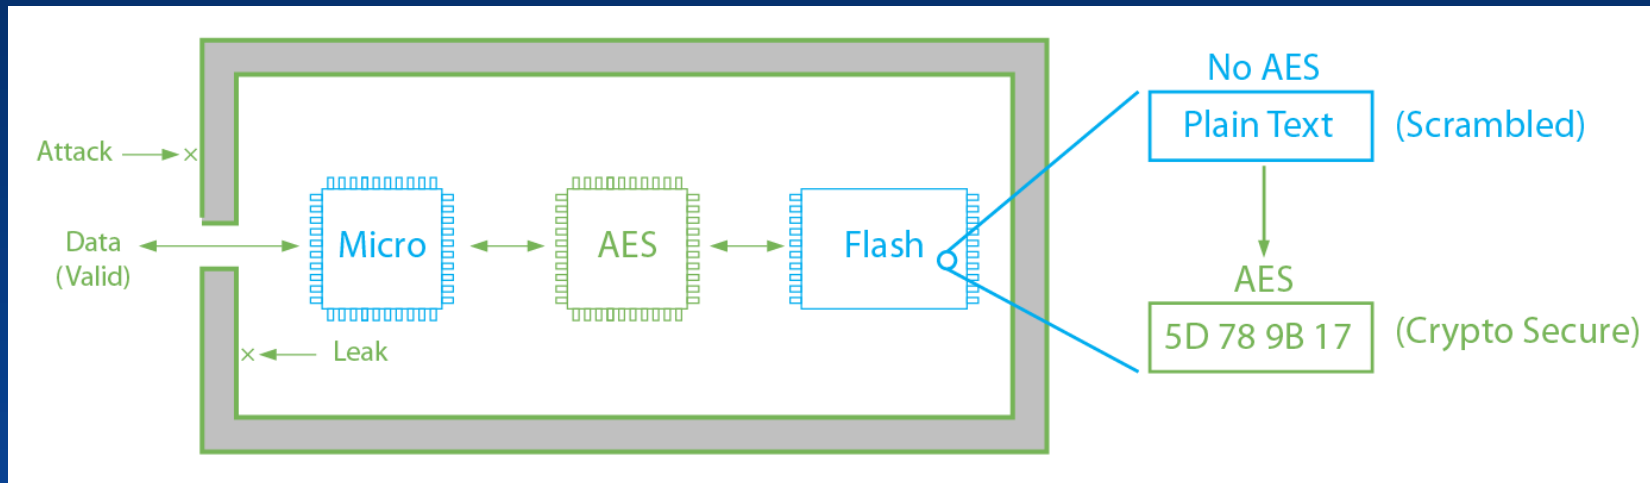 No AES
Plain Text (Scrambled)
Attack
Data
(Valid)
Micro
AES
Flash
AES
5D 78 9B 17 (Crypto Secure)
Leak